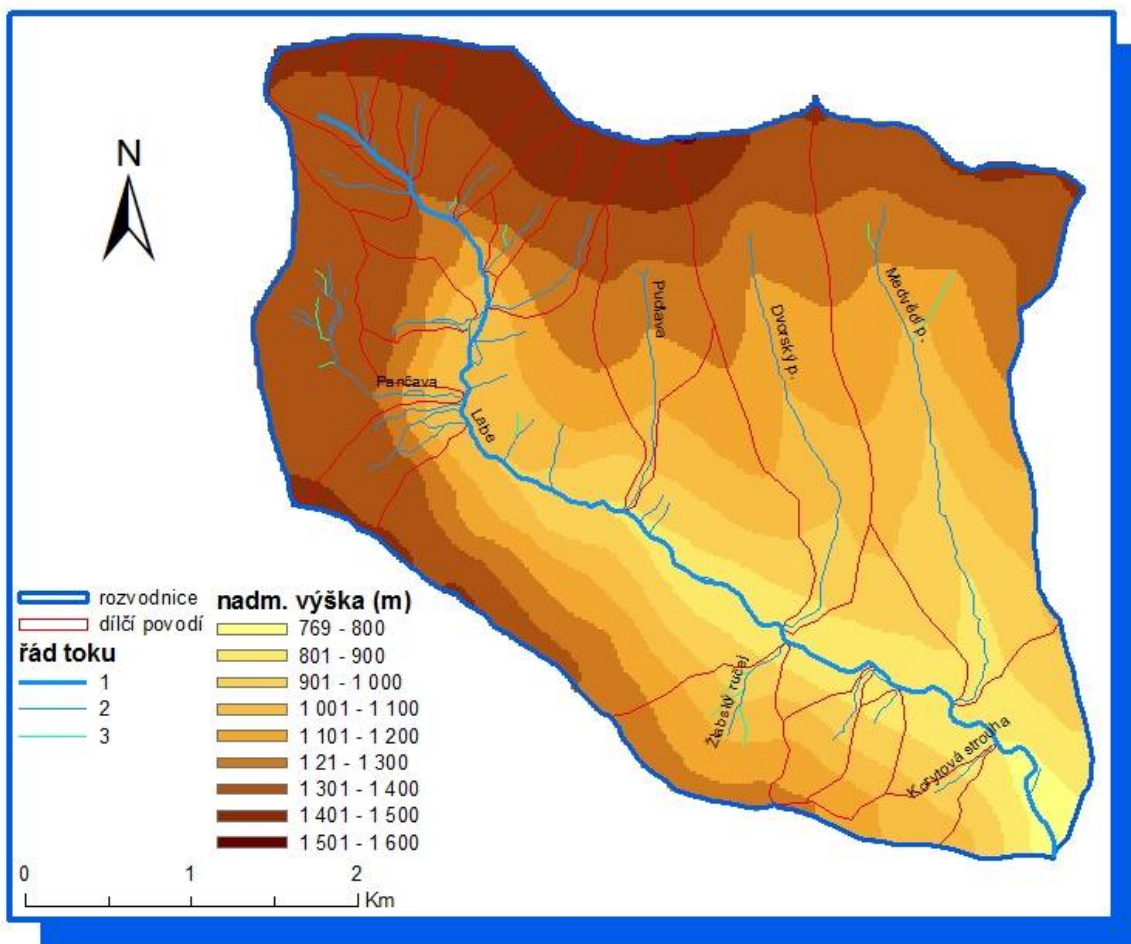 N
Pudlava
Dvorský p.
Medvědí p.
Pančava
Labe
Žlabský ručej
Korytová strouha
rozvodnice
dílčí povodí
řád toku
1
2
3
nadm. výška (m)
769 - 800
801 - 900
901 - 1 000
1 001 - 1 100
1 101 - 1 200
1 21 - 1 300
1 301 - 1 400
1 401 - 1 500
1 501 - 1 600
0 1 2
Km